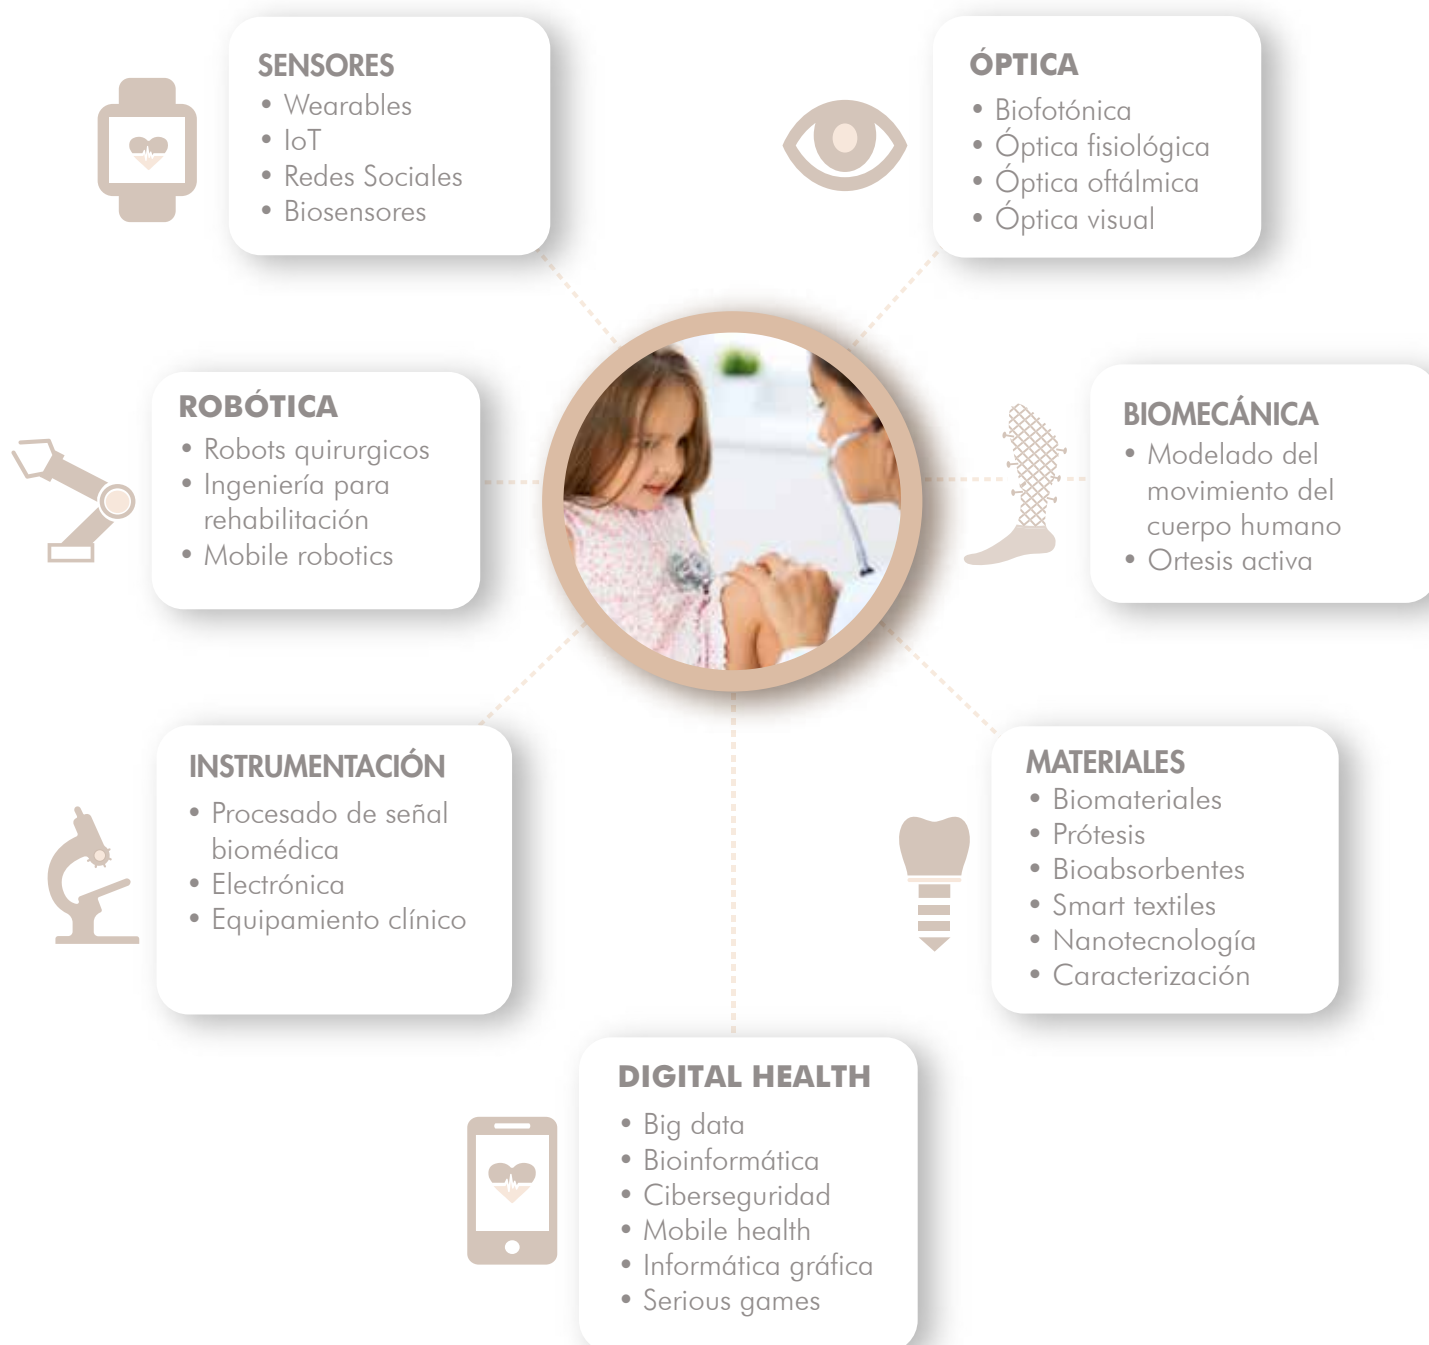 SENSORES
• Wearables
• IoT
• Redes Sociales
• Biosensores
ÓPTICA
• Biofotónica
• Óptica fisiológica
• Óptica oftálmica
• Óptica visual
ROBÓTICA
• Robots quirurgicos
• Ingeniería para
rehabilitación
• Mobile robotics
BIOMECÁNICA
• Modelado del
movimiento del
cuerpo humano
• Ortesis activa
INSTRUMENTACIÓN
• Procesado de señal
biomédica
• Electrónica
• Equipamiento clínico
MATERIALES
• Biomateriales
• Prótesis
• Bioabsorbentes
• Smart textiles
• Nanotecnología
• Caracterización
DIGITAL HEALTH
• Big data
• Bioinformática
• Ciberseguridad
• Mobile health
• Informática gráfica
• Serious games